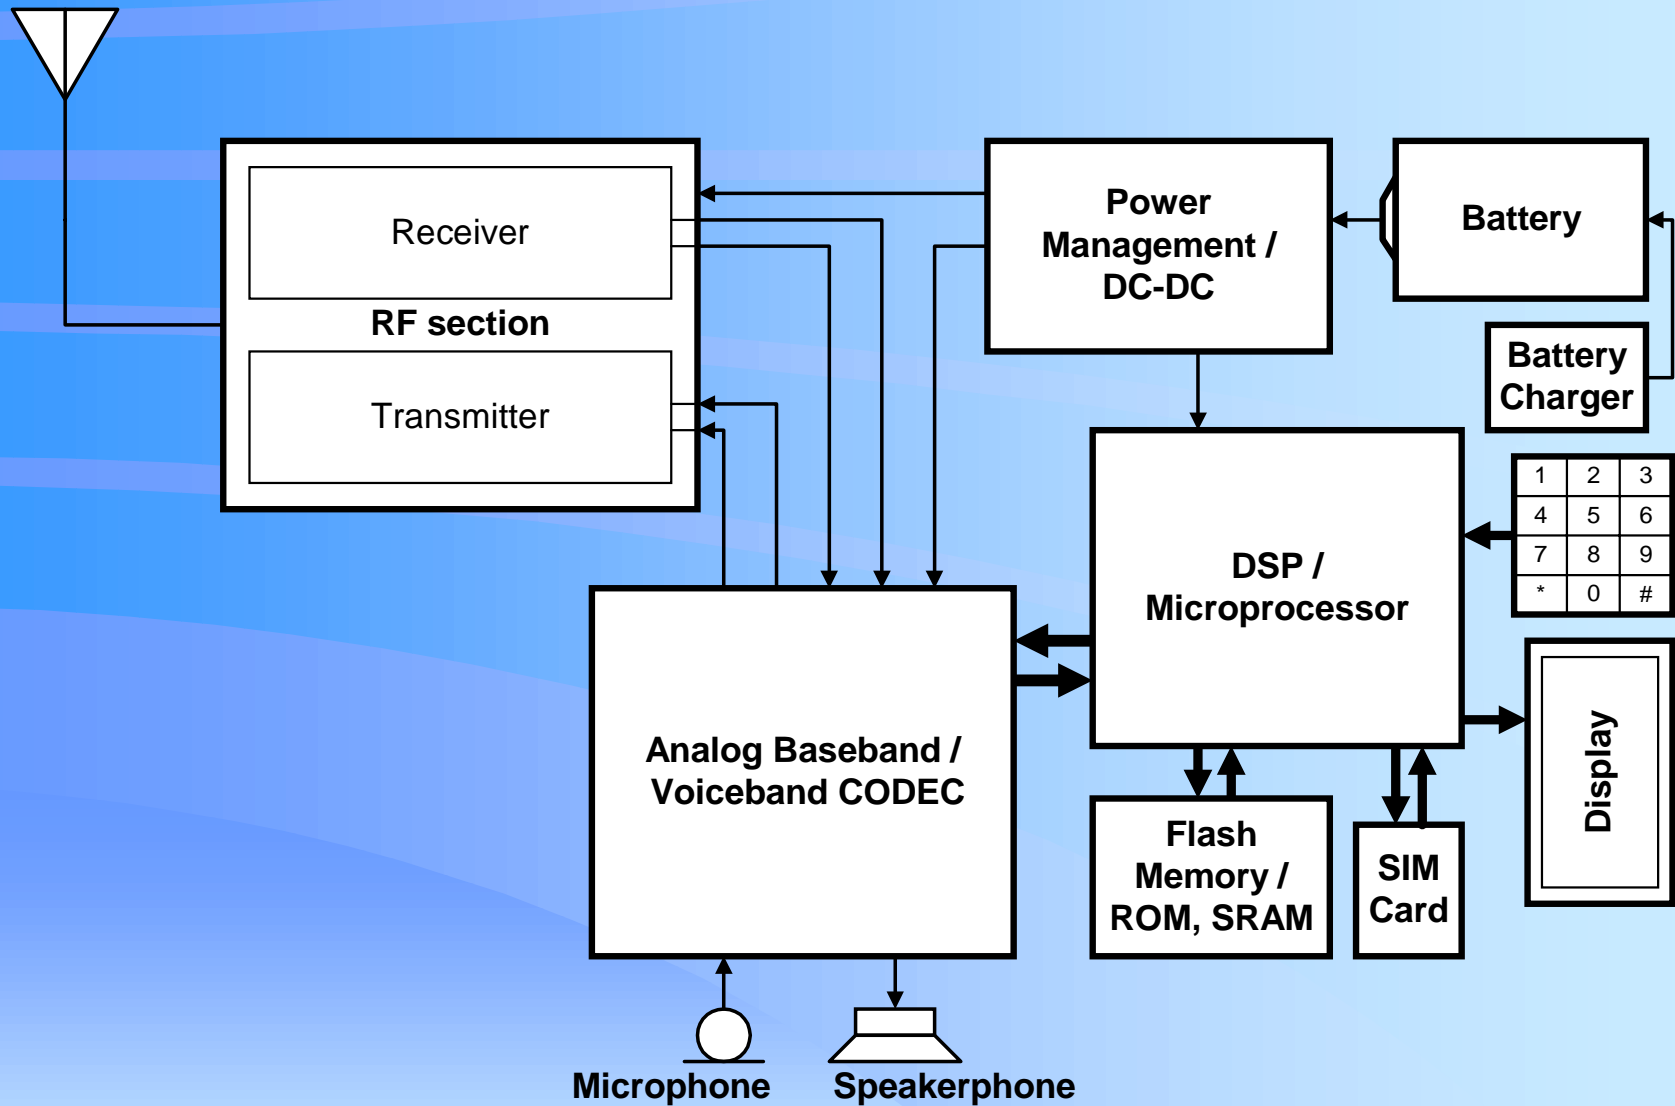 Receiver
RF section
Transmitter
Power
Management /
DC-DC
Battery
Battery
Charger
1 2 3
4 5 6
7 8 9
* 0 #
DSP /
Microprocessor
Display
Analog Baseband /
Voiceband CODEC
Flash
Memory /
ROM, SRAM
SIM
Card
Microphone
Speakerphone